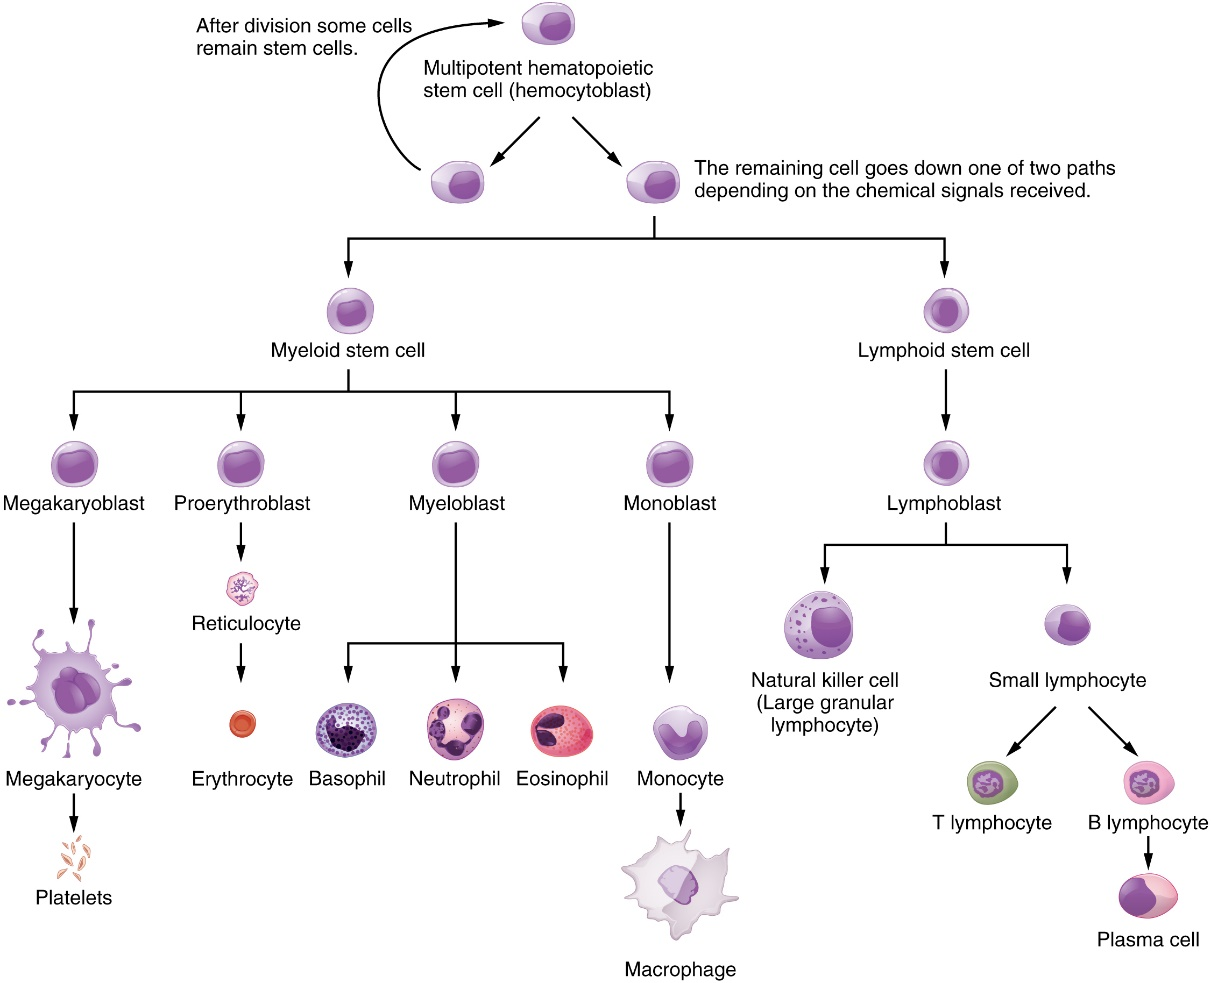 After division some cells
remain stem cells.
Multipotent hematopoietic
stem cell (hemocytoblast)
The remaining cell goes down one of two paths
depending on the chemical signals received.
Myeloid stem cell
Lymphoid stem cell
Megakaryoblast
Proerythroblast
Myeloblast
Monoblast
Lymphoblast
Reticulocyte
Natural killer cell
(Large granular
lymphocyte)
Small lymphocyte
Megakaryocyte
Erythrocyte
Basophil
Neutrophil
Eosinophil
Monocyte
T lymphocyte
B lymphocyte
Platelets
Plasma cell
Macrophage